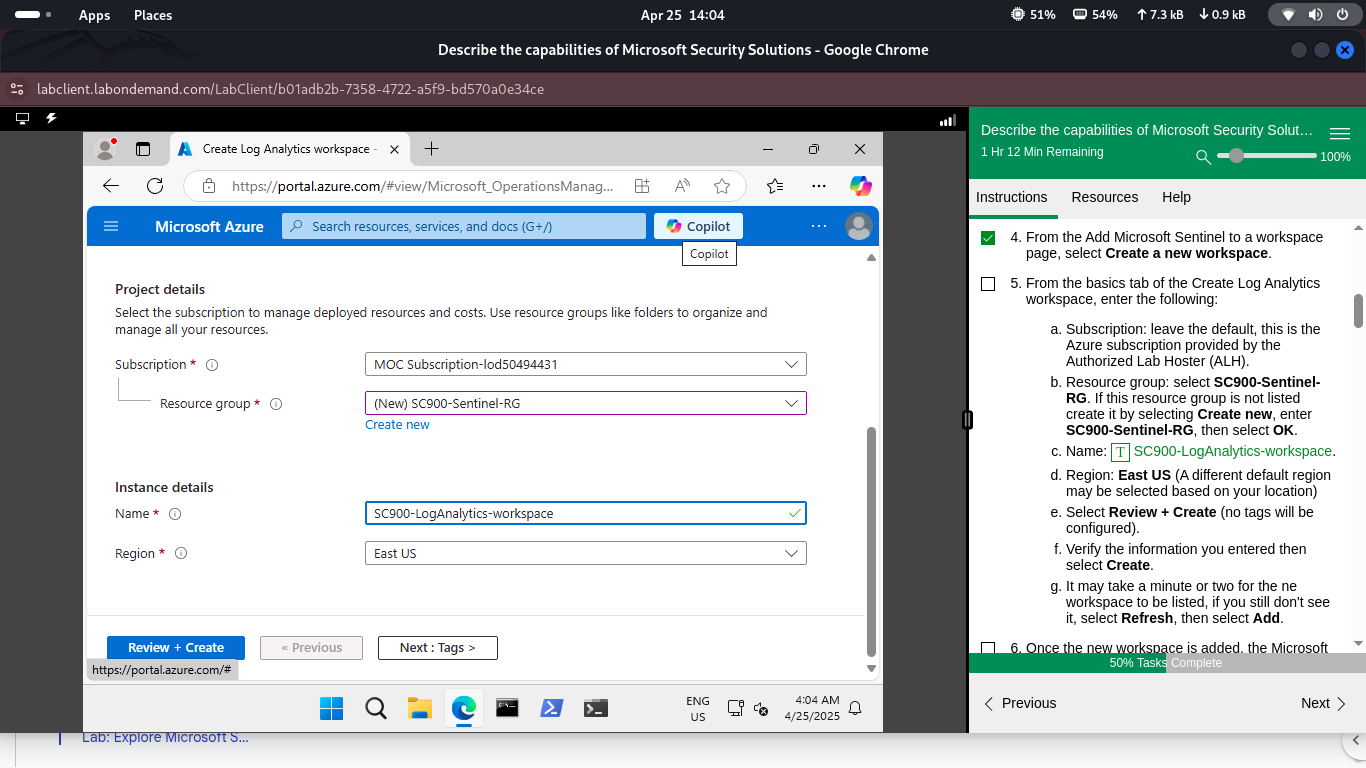 Apps Places Apr 25 14:04 51% 54% 7.3 kB 0.9 kB
Describe the capabilities of Microsoft Security Solutions - Google Chrome
labclient.labondemand.com/LabClient/b01adb2b-7358-4722-a5f9-bd570a0e34ce
Create Log Analytics workspace -
https://portal.azure.com/#view/Microsoft_OperationsManag...
Microsoft Azure
Search resources, services, and docs (G+/)
Copilot
...
Copilot
Project details
Select the subscription to manage deployed resources and costs. Use resource groups like folders to organize and
manage all your resources.
Subscription *
MOC Subscription-lod50494431
Resource group *
(New) SC900-Sentinel-RG
Create new
Instance details
Name *
SC900-LogAnalytics-workspace
Region *
East US
Review + Create
« Previous
Next : Tags >
https://portal.azure.com/#
ENG
US
4:04 AM
4/25/2025
Lab: Explore Microsoft S...
Describe the capabilities of Microsoft Security Solut...
1 Hr 12 Min Remaining
100%
Instructions Resources Help
4. From the Add Microsoft Sentinel to a workspace
page, select Create a new workspace.
5. From the basics tab of the Create Log Analytics
workspace, enter the following:
a. Subscription: leave the default, this is the
Azure subscription provided by the
Authorized Lab Hoster (ALH).
b. Resource group: select SC900-Sentinel-
RG. If this resource group is not listed
create it by selecting Create new, enter
SC900-Sentinel-RG, then select OK.
c. Name: T SC900-LogAnalytics-workspace.
d. Region: East US (A different default region
may be selected based on your location)
e. Select Review + Create (no tags will be
configured).
f. Verify the information you entered then
select Create.
g. It may take a minute or two for the ne
workspace to be listed, if you still don't see
it, select Refresh, then select Add.
6. Once the new workspace is added, the Microsoft
50% Tasks Complete
Previous
Next